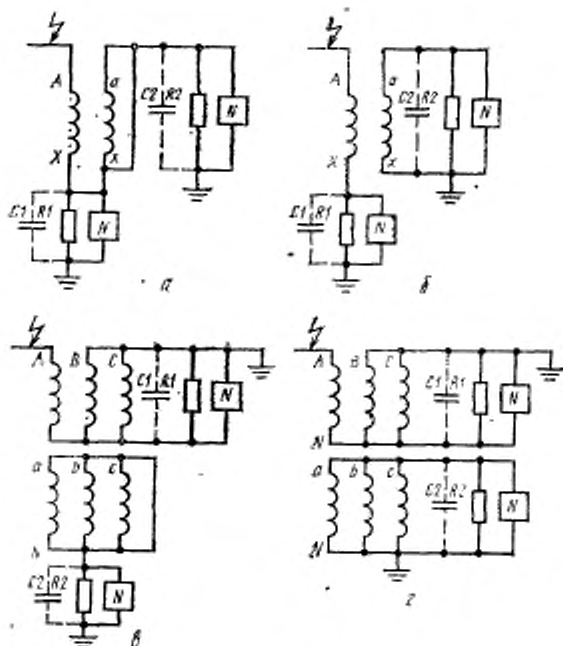 A a C2 R2 N
X x
C1 R1 N
а
A a C2 R2 N
X x
C1 R1 N
б
A B C C1 R1 N
a b c
N
C2 R2 N
в
A B C C1 R1 N
N
a b c C2 R2 N
N
г